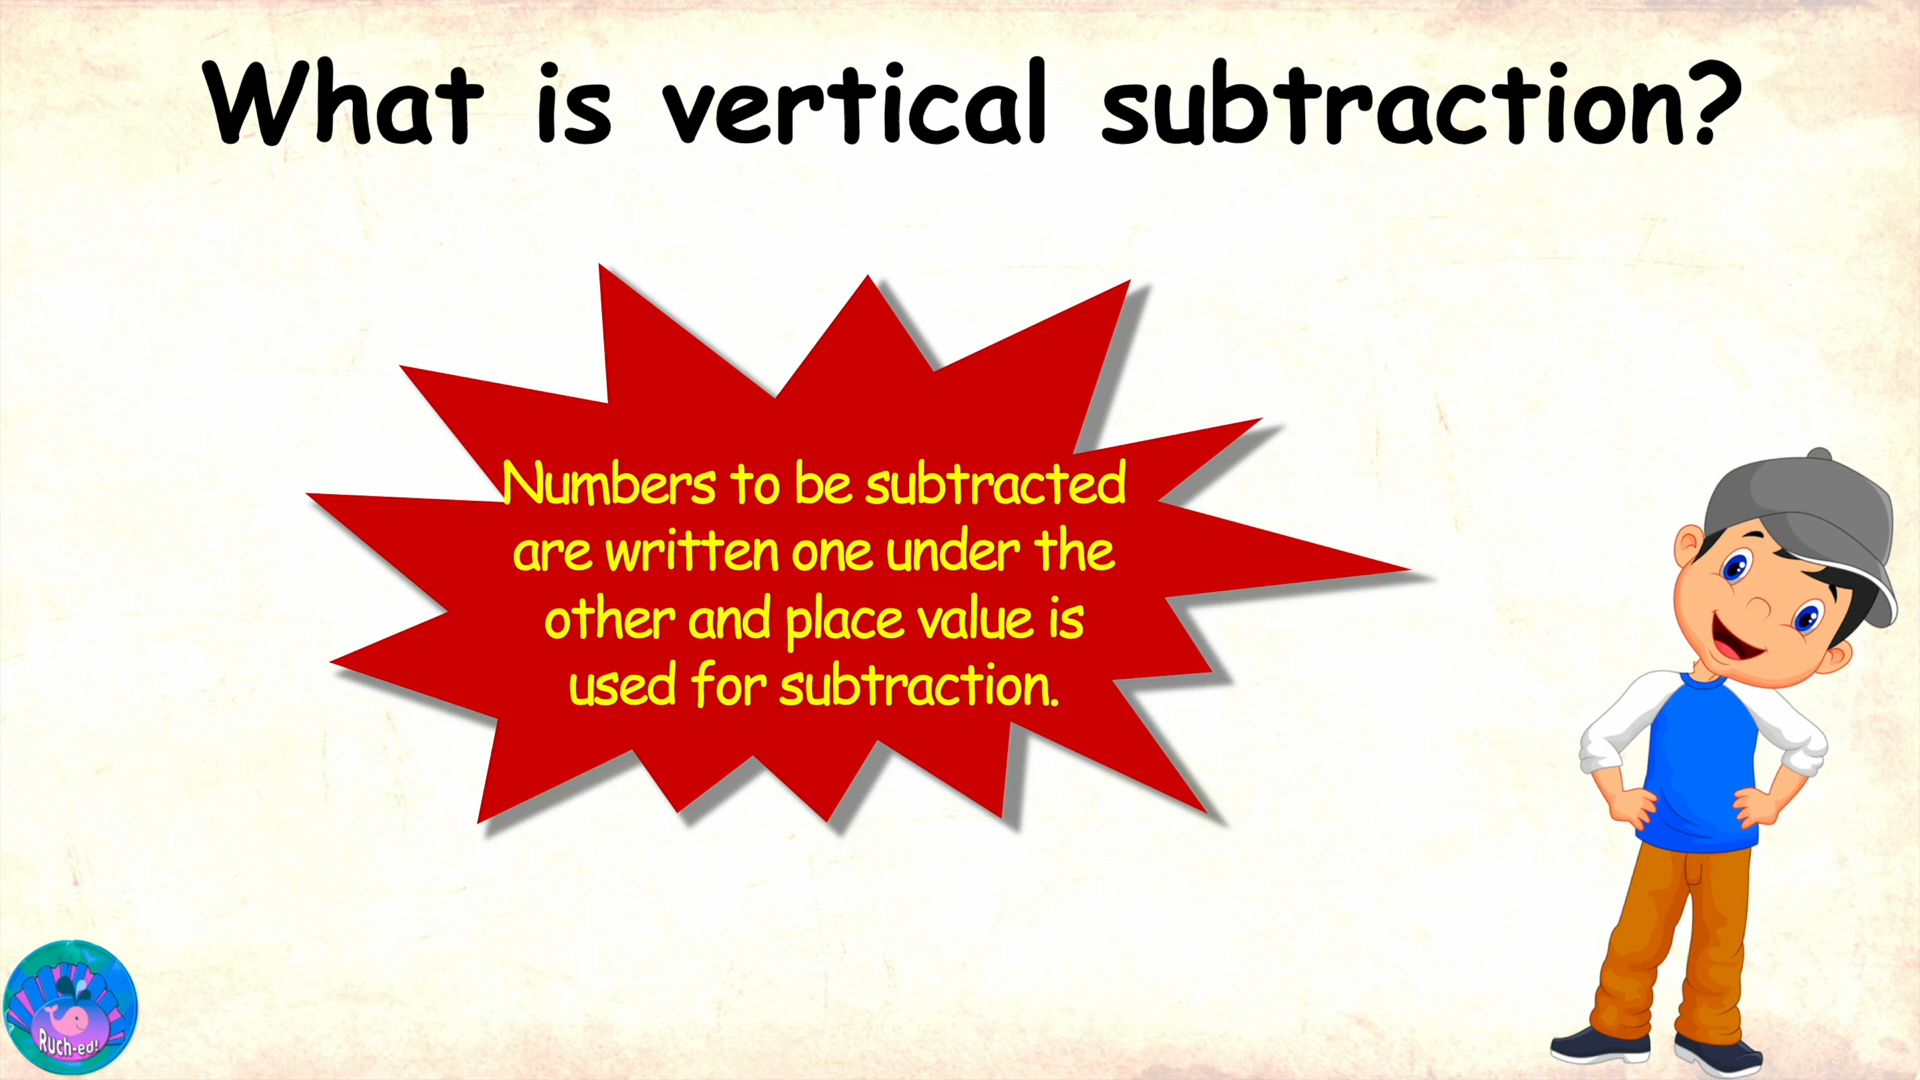 What is vertical subtraction?
Numbers to be subtracted
are written one under the
other and place value is
used for subtraction.
Ruch-ed!